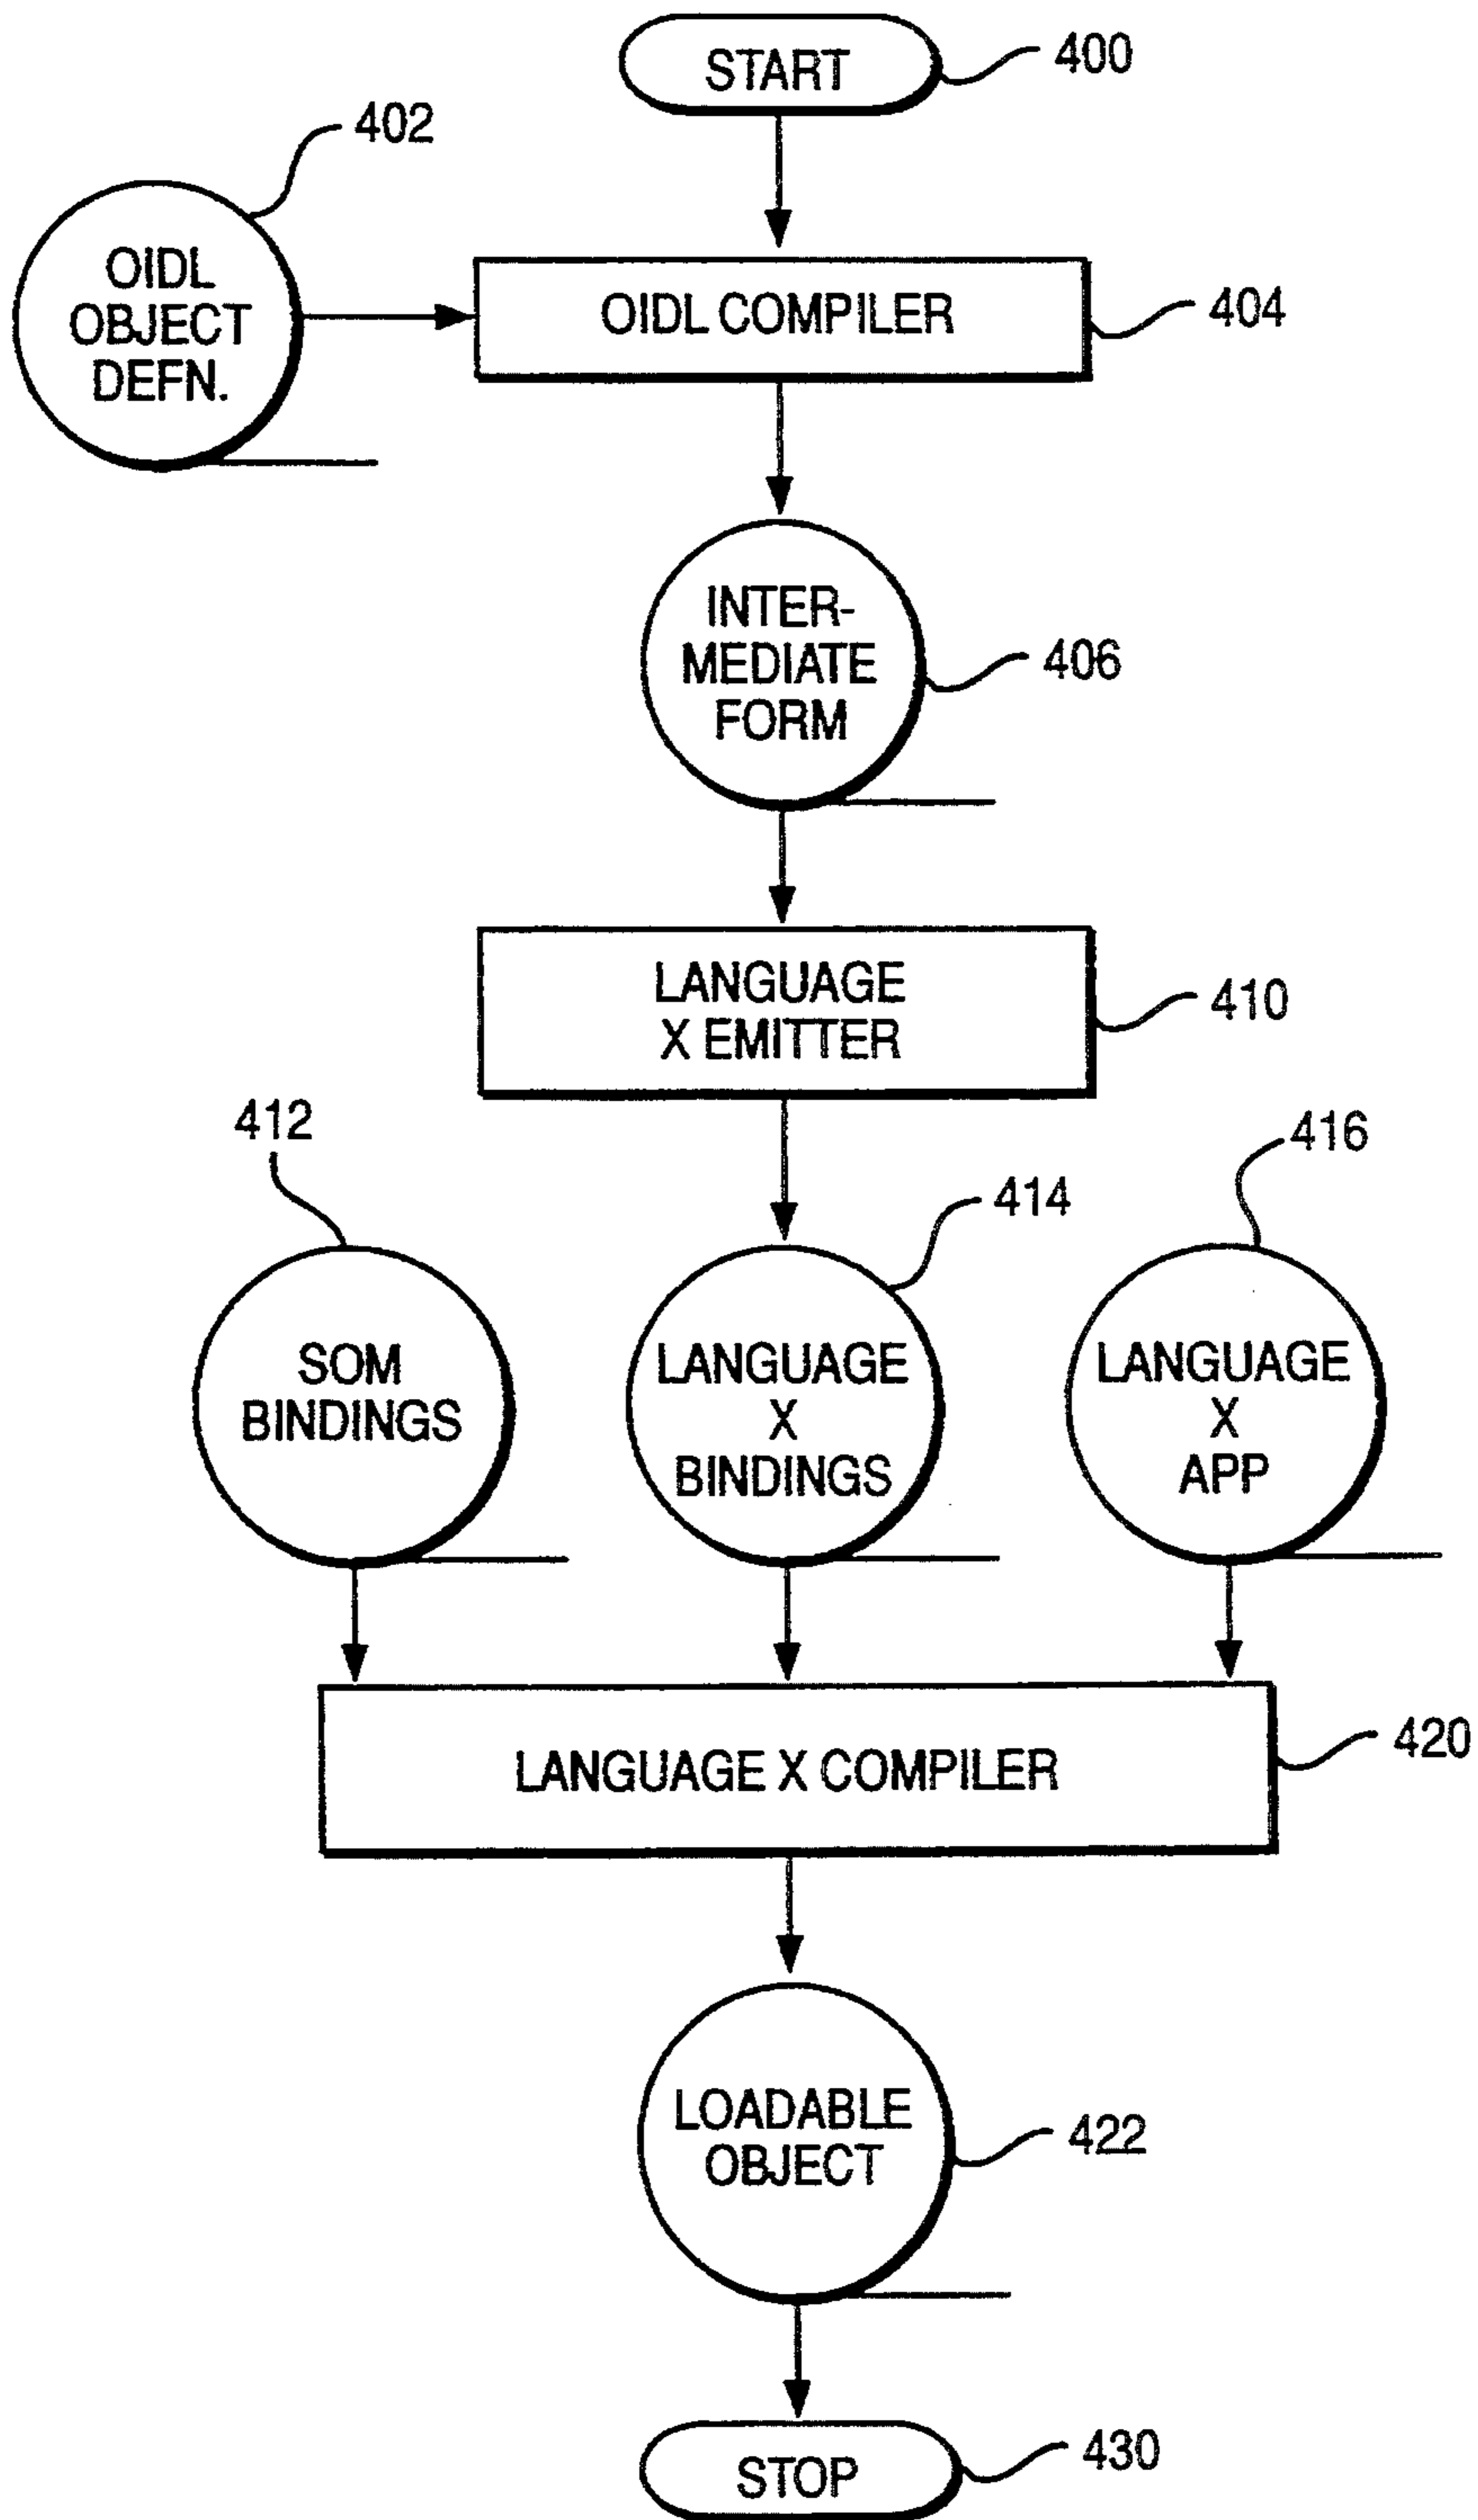 START
400
402
OIDL
OBJECT
DEFN.
OIDL COMPILER
404
INTER-
MEDIATE
FORM
406
LANGUAGE
X EMITTER
410
412
414
416
SOM
BINDINGS
LANGUAGE
X
BINDINGS
LANGUAGE
X
APP
LANGUAGE X COMPILER
420
LOADABLE
OBJECT
422
STOP
430